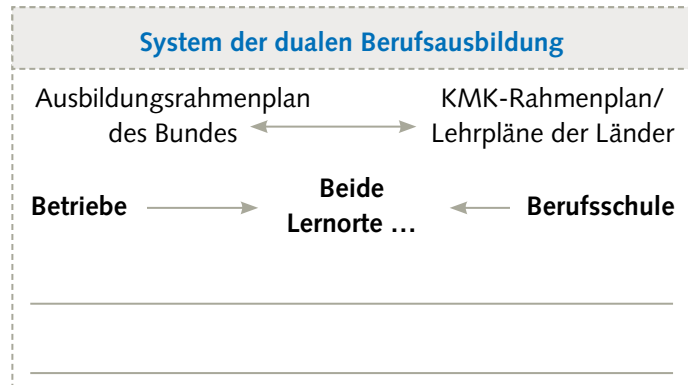 System der dualen Berufsausbildung
Ausbildungsrahmenplan
des Bundes
KMK-Rahmenplan/
Lehrpläne der Länder
Betriebe
Beide
Lernorte …
Berufsschule